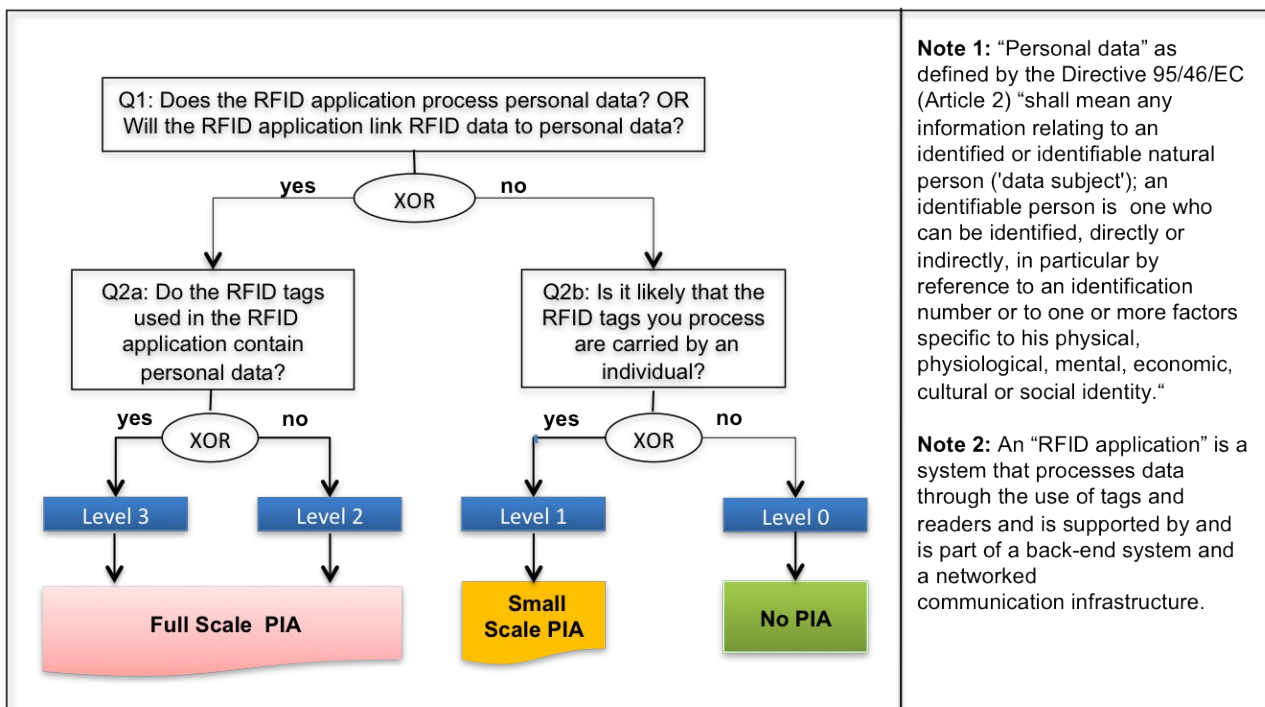 Q1: Does the RFID application process personal data? OR
Will the RFID application link RFID data to personal data?
yes
XOR
no
Q2a: Do the RFID tags
used in the RFID
application contain
personal data?
Q2b: Is it likely that the
RFID tags you process
are carried by an
individual?
yes
XOR
no
yes
XOR
no
Level 3
Level 2
Level 1
Level 0
Full Scale PIA
Small
Scale PIA
No PIA
Note 1: “Personal data” as
defined by the Directive 95/46/EC
(Article 2) “shall mean any
information relating to an
identified or identifiable natural
person ('data subject'); an
identifiable person is one who
can be identified, directly or
indirectly, in particular by
reference to an identification
number or to one or more factors
specific to his physical,
physiological, mental, economic,
cultural or social identity.“
Note 2: An “RFID application” is a
system that processes data
through the use of tags and
readers and is supported by and
is part of a back-end system and
a networked
communication infrastructure.